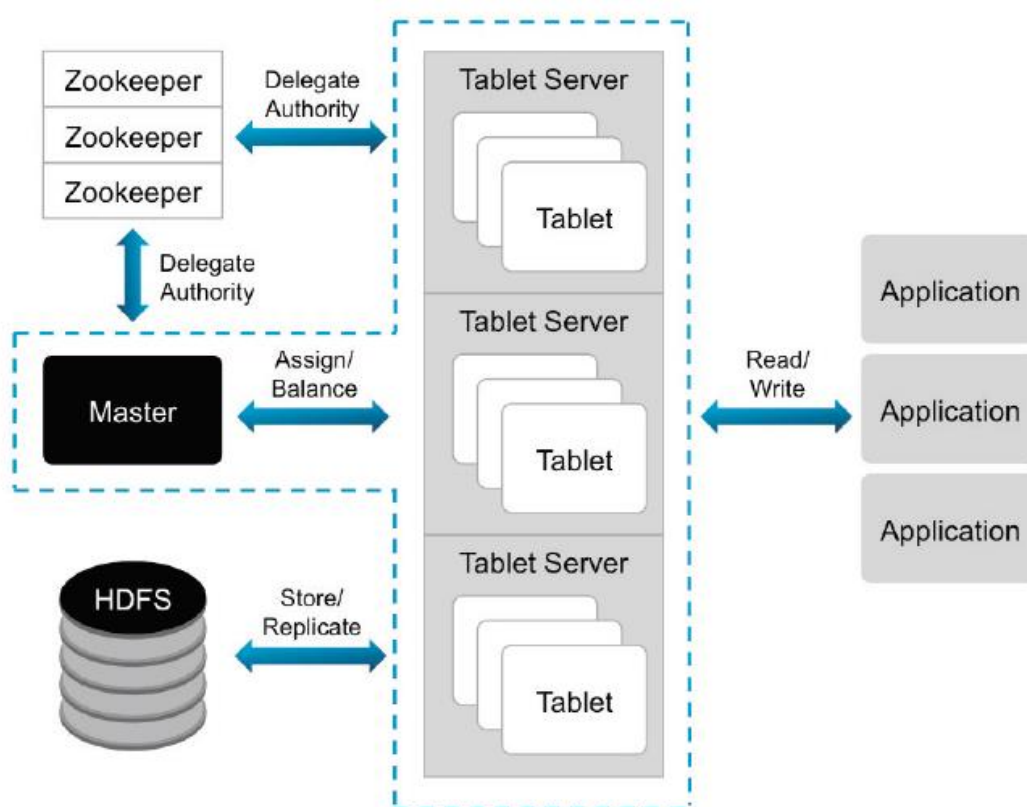 Zookeeper
Zookeeper
Zookeeper
Delegate
Authority
Delegate
Authority
Master
Assign/
Balance
HDFS
Store/
Replicate
Tablet Server
Tablet
Tablet Server
Tablet
Tablet Server
Tablet
Read/
Write
Application
Application
Application